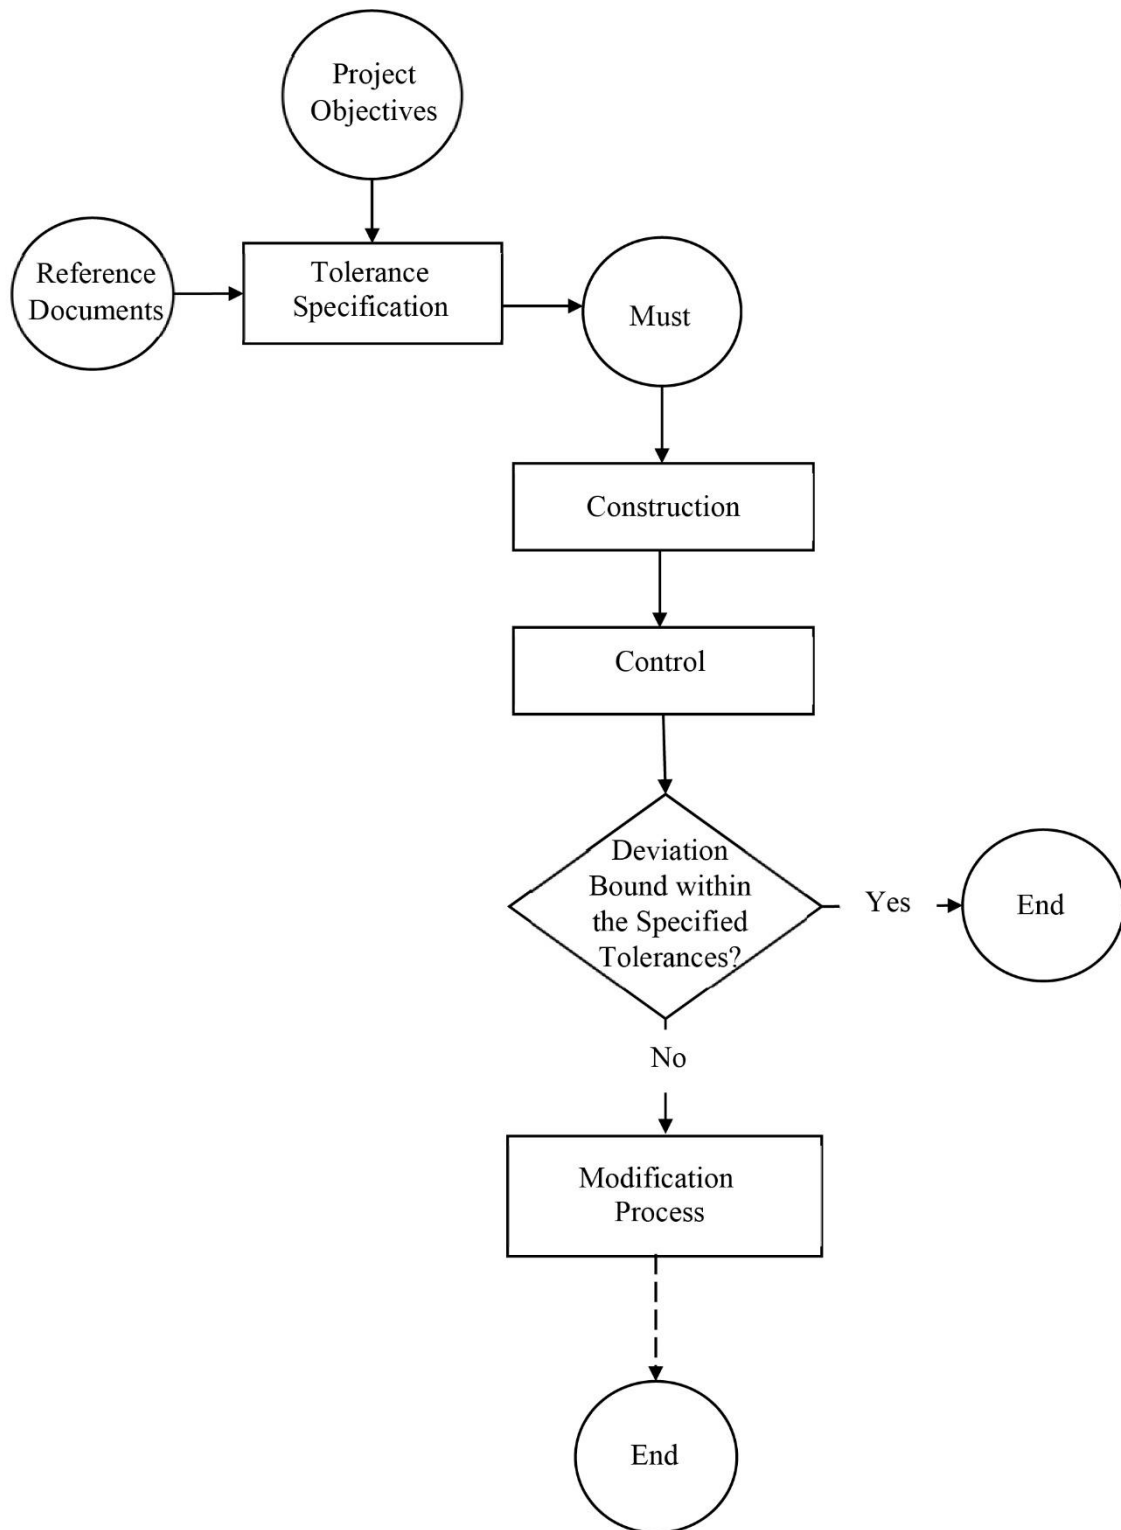 Project
Objectives
Reference
Documents
Tolerance
Specification
Must
Construction
Control
Deviation
Bound within
the Specified
Tolerances?
Yes
End
No
Modification
Process
End